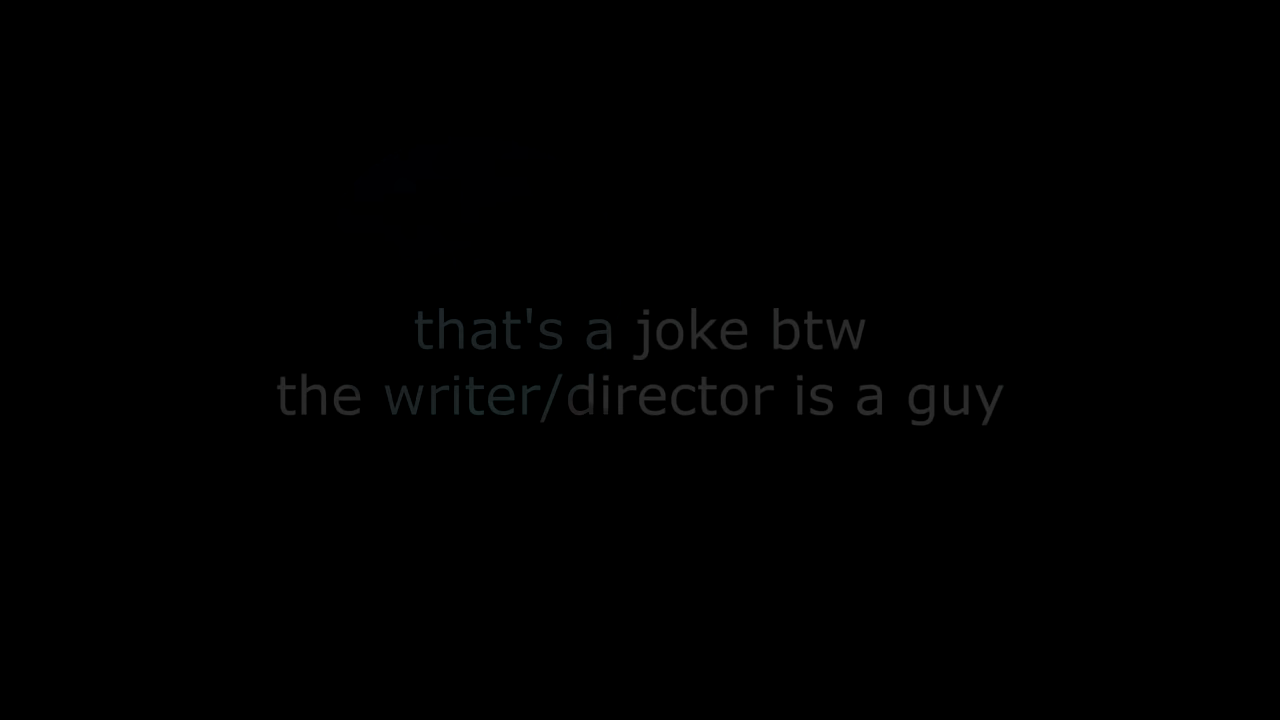 that's a joke btw
the writer/director is a guy